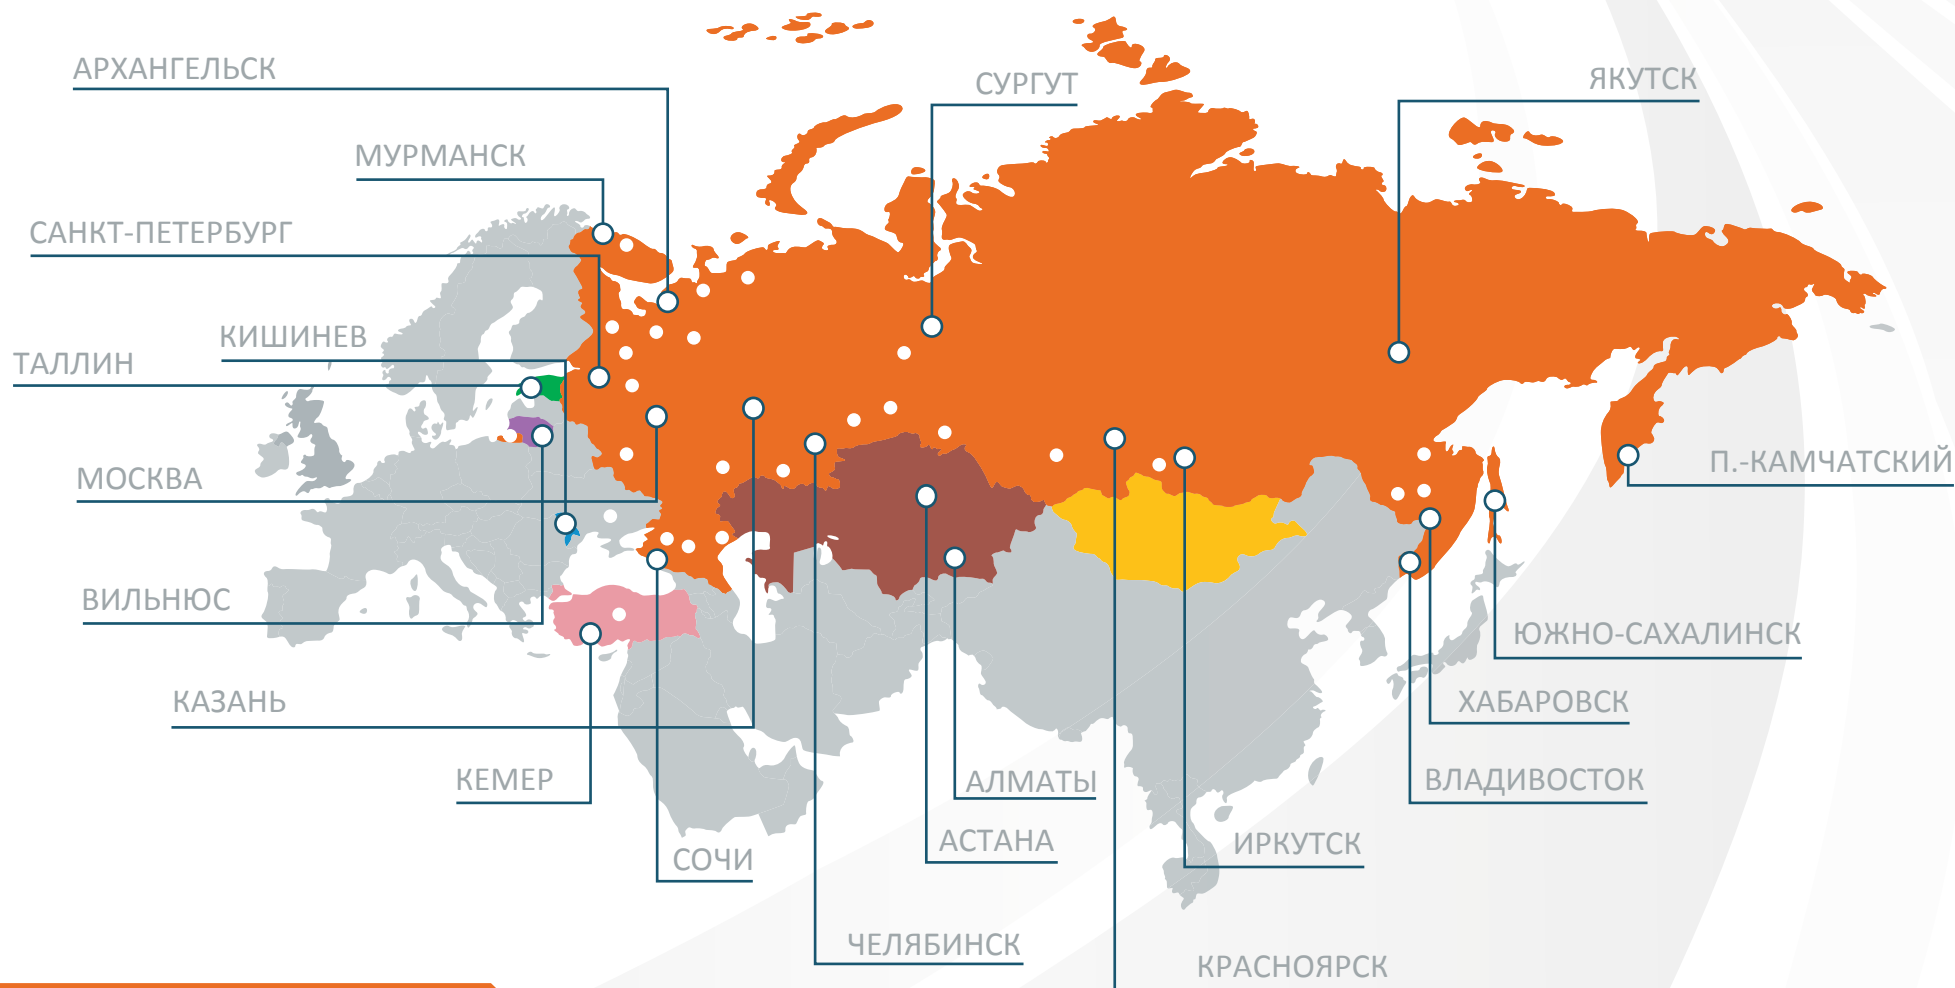 АРХАНГЕЛЬСК
СУРГУТ
ЯКУТСК
МУРМАНСК
САНКТ-ПЕТЕРБУРГ
КИШИНЕВ
ТАЛЛИН
МОСКВА
П.-КАМЧАТСКИЙ
ВИЛЬНЮС
ЮЖНО-САХАЛИНСК
КАЗАНЬ
ХАБАРОВСК
КЕМЕР
АЛМАТЫ
ВЛАДИВОСТОК
СОЧИ
АСТАНА
ИРКУТСК
ЧЕЛЯБИНСК
КРАСНОЯРСК